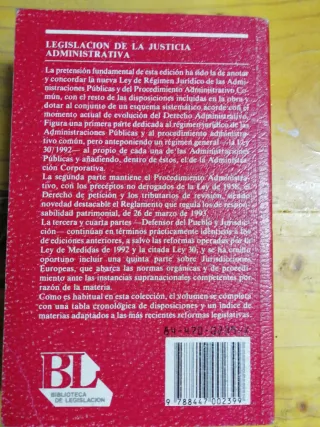 LEGISLACION DE LA JUSTICIA
ADMINISTRATIVA
La pretensión fundamental de esta edición ha sido la de anotar
y concordar la nueva Ley de Régimen Jurídico de las Ad-
ministraciones Públicas y del Procedimiento Administrativo Co-
mún, con el resto de las disposiciones incluidas en la obra y
dotar al conjunto de un esquema sistemático acorde con el
momento actual de evolución del Derecho Administrativo.
Figura una primera parte dedicada al régimen jurídico de las
Administraciones Públicas y al procedimiento administra-
tivo común, pero anteponiendo un régimen general —la Ley
30/1992— al propio de cada una de las Administraciones
Públicas y añadiendo, dentro de éstos, el de la Administra-
ción Corporativa.
La segunda parte mantiene el Procedimiento Administrati-
vo, con los preceptos no derogados de la Ley de 1958, el
Derecho de petición y los tributarios de revisión, siendo
novedad destacable el Reglamento que regula los de respon-
sabilidad patrimonial, de 26 de marzo de 1993.
La tercera y cuarta partes —Defensor del Pueblo y Jurisdic-
ción— continúan en términos prácticamente idénticos a los
de ediciones anteriores, a salvo las reformas operadas por la
Ley de Medidas de 1992 y la citada Ley 30, y se ha creído
oportuno incluir una quinta parte sobre Jurisdicciones
Europeas, que abarca las normas orgánicas y de procedi-
miento ante las instancias supranacionales competentes por
razón de la materia.
Como es habitual en esta colección, el volumen se completa
con una tabla cronológica de disposiciones y un índice de
materias adaptados a las más recientes reformas legislativas.
BL
BIBLIOTECA
DE LEGISLACION
9 788447 002399